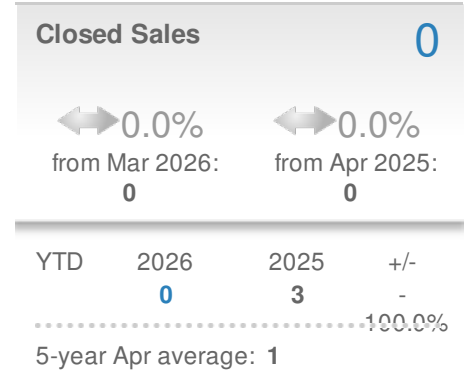 Closed Sales 0
0.0% 0.0%
from Mar 2026: from Apr 2025:
0 0
YTD 2026 2025 +/-
0 3 -
100.0%
5-year Apr average: 1